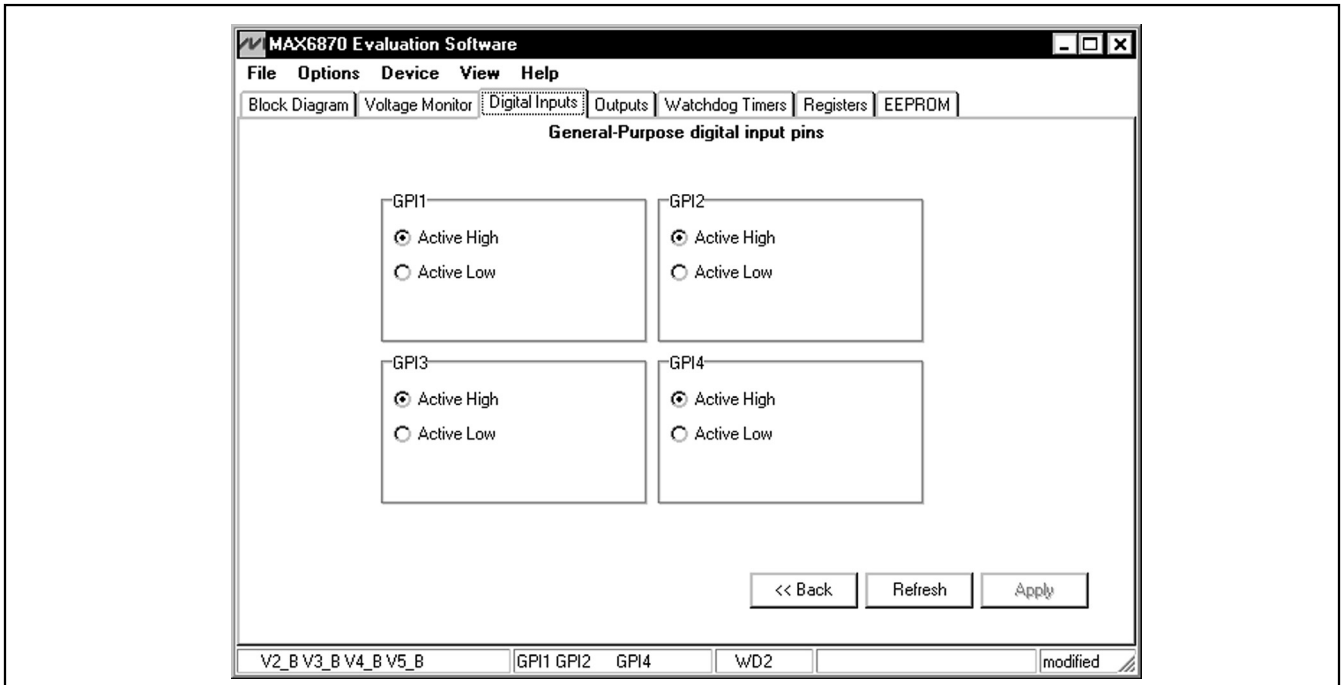 MAX6870 Evaluation Software
File Options Device View Help
Block Diagram Voltage Monitor Digital Inputs Outputs Watchdog Timers Registers EEPROM
General-Purpose digital input pins
GPI1 GPI2
Active High Active High
Active Low Active Low
GPI3 GPI4
Active High Active High
Active Low Active Low
<< Back Refresh Apply
V2_B V3_B V4_B V5_B GPI1 GPI2 GPI4 WD2 modified